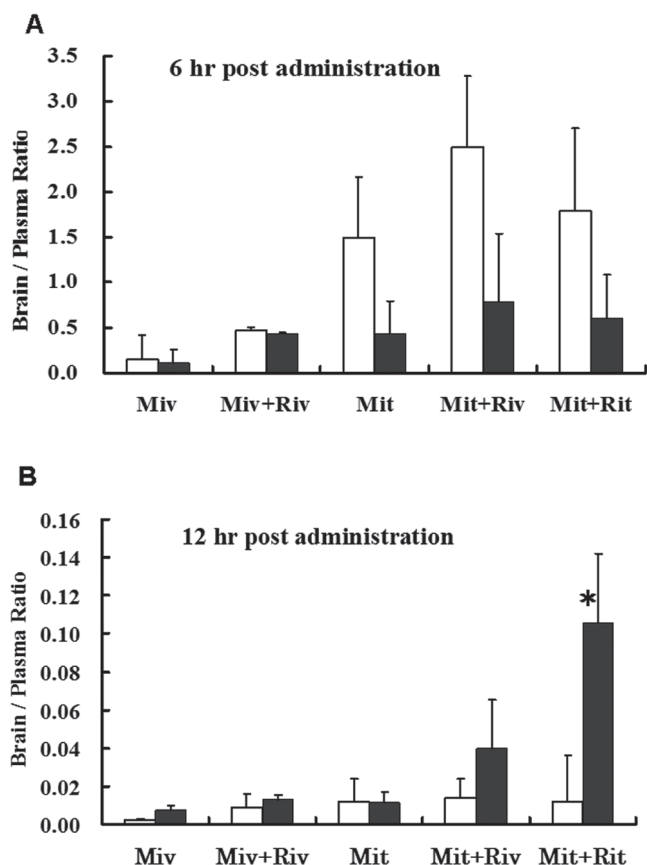 A
6 hr post administration
Brain / Plasma Ratio
3.5
3.0
2.5
2.0
1.5
1.0
0.5
0.0
Miv Miv+Riv Mit Mit+Riv Mit+Rit
B
12 hr post administration
Brain / Plasma Ratio
0.16
0.14
0.12
0.10
0.08
0.06
0.04
0.02
0.00
*
Miv Miv+Riv Mit Mit+Riv Mit+Rit